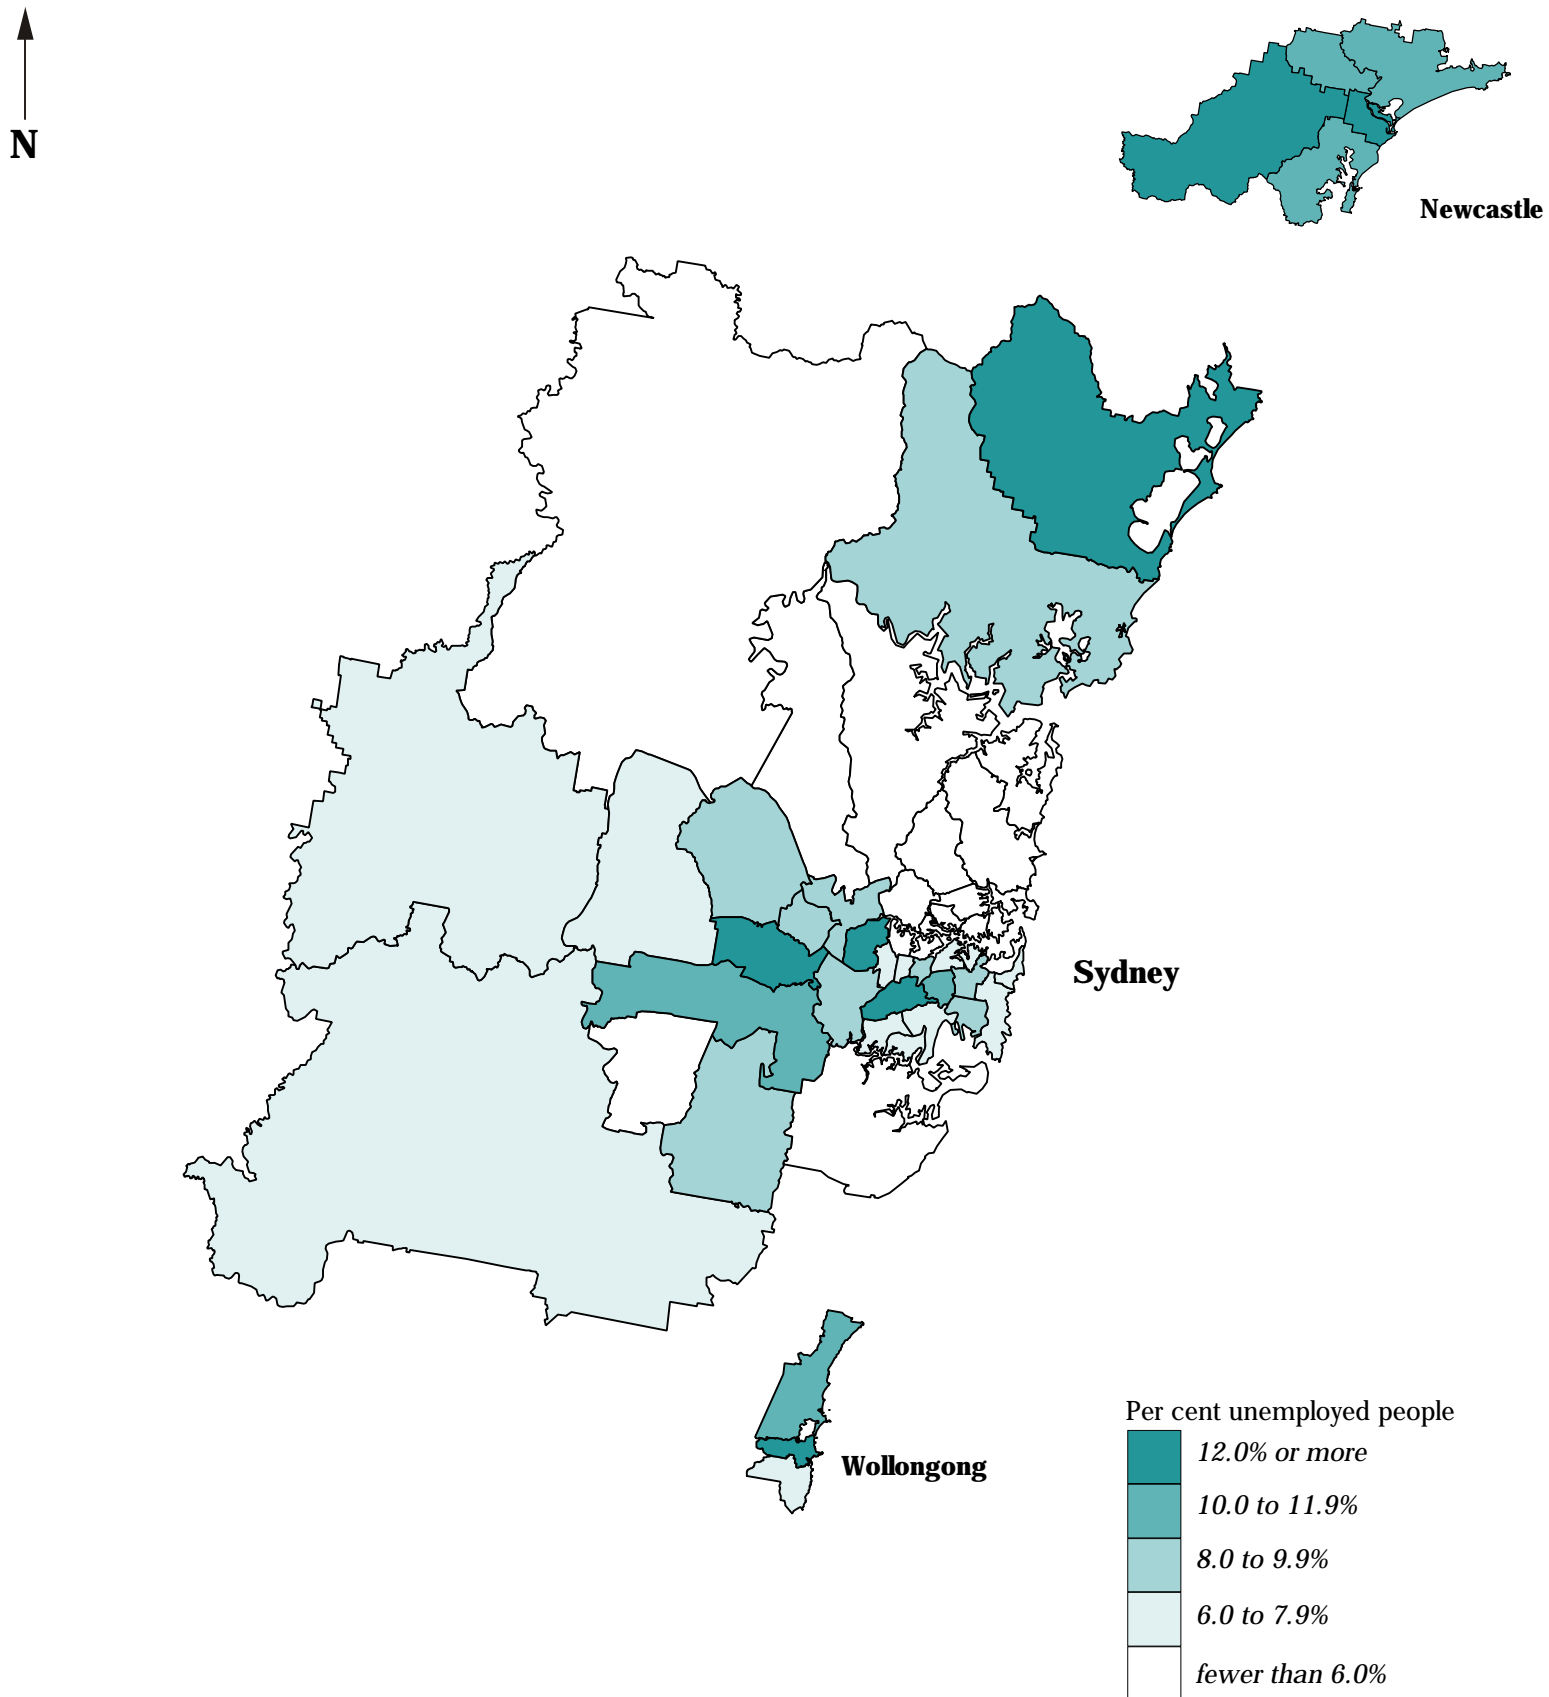 N
Newcastle
Sydney
Wollongong
Per cent unemployed people
12.0% or more
10.0 to 11.9%
8.0 to 9.9%
6.0 to 7.9%
fewer than 6.0%